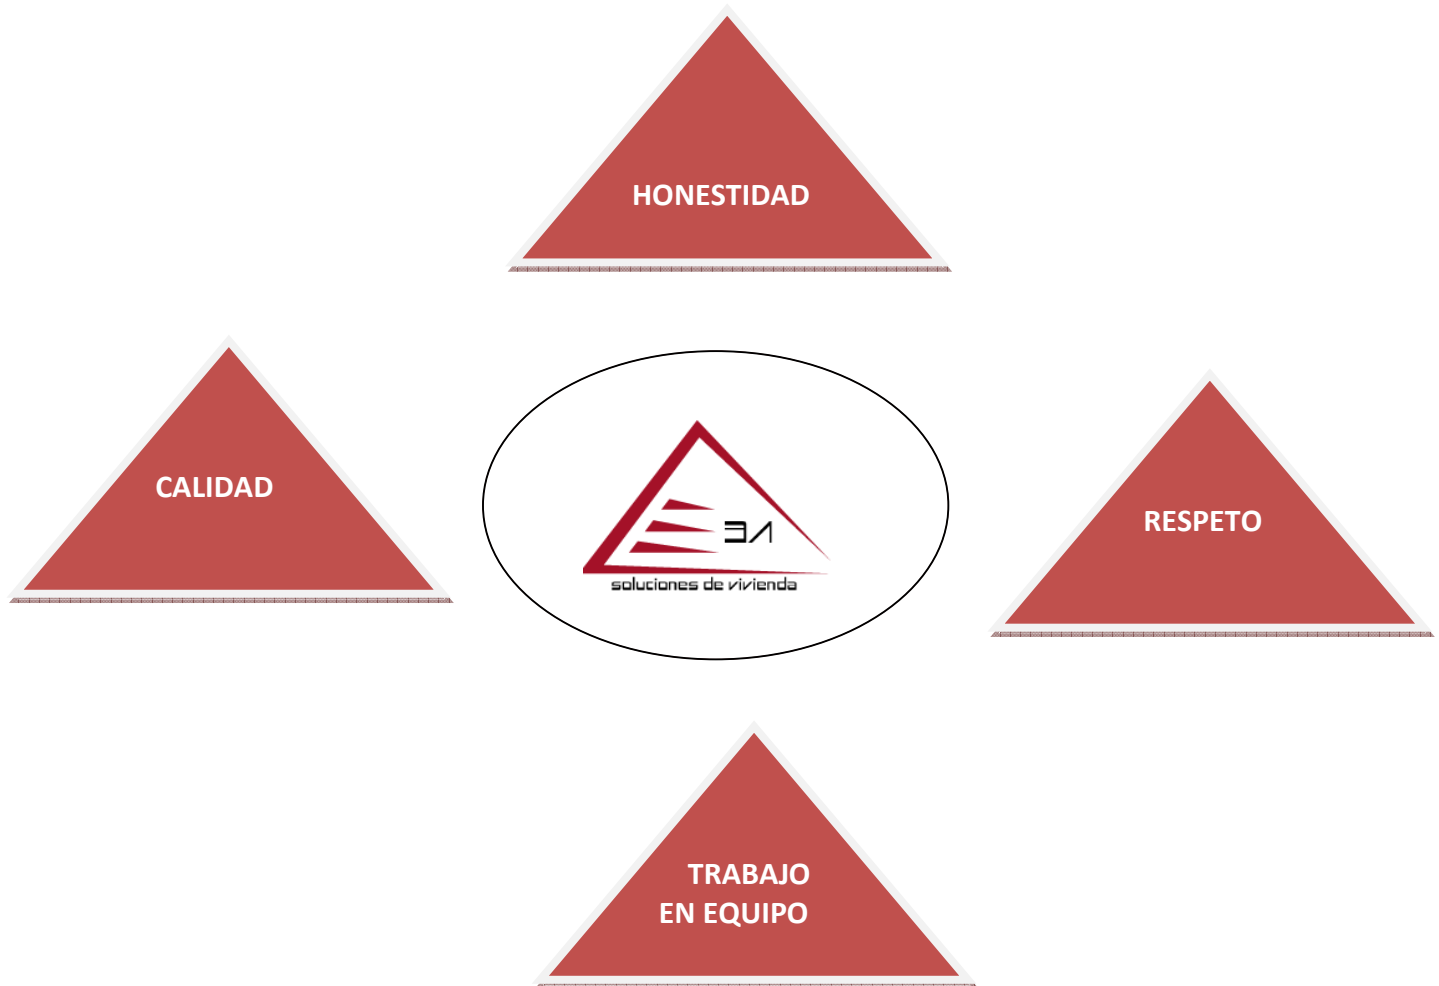 HONESTIDAD
CALIDAD
3A
soluciones de vivienda
RESPETO
TRABAJO
EN EQUIPO